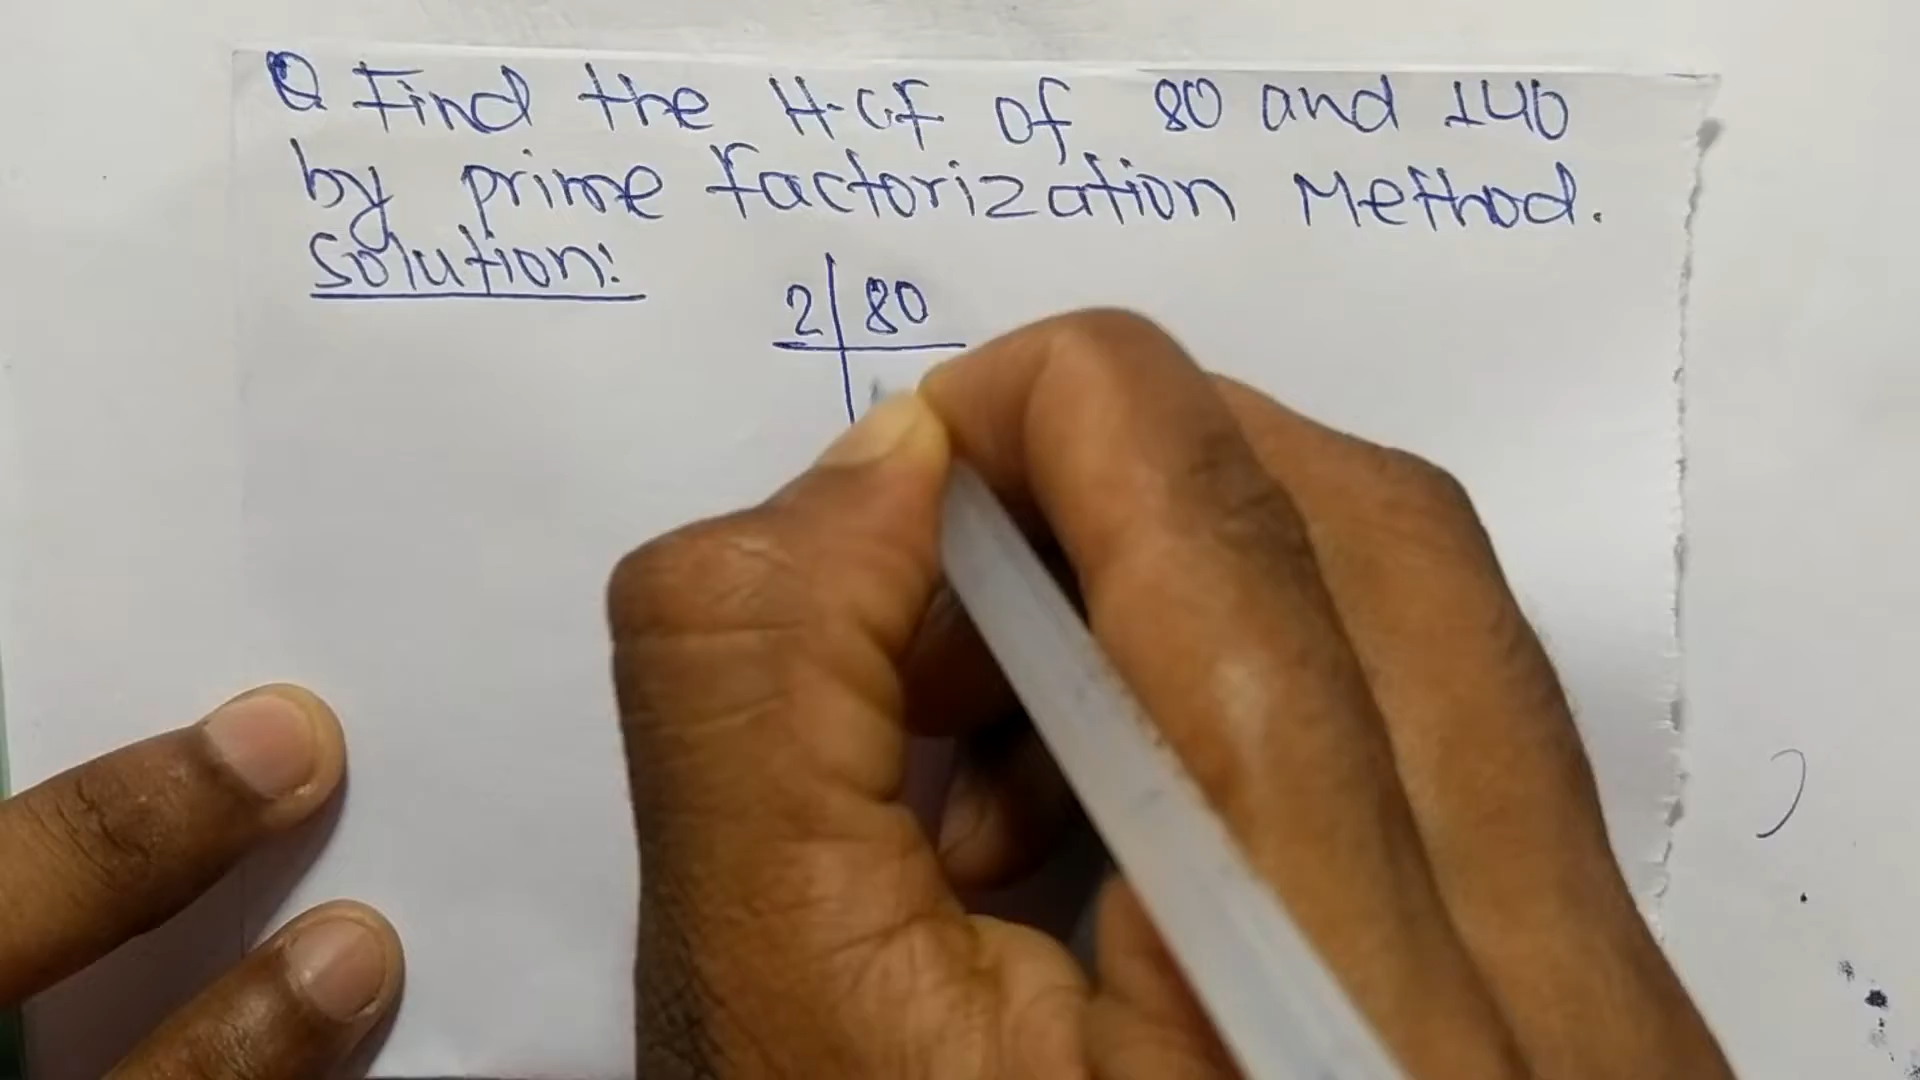 Q Find the H.C.F of 80 and 140
by prime factorization Method.
Solution:
2 80